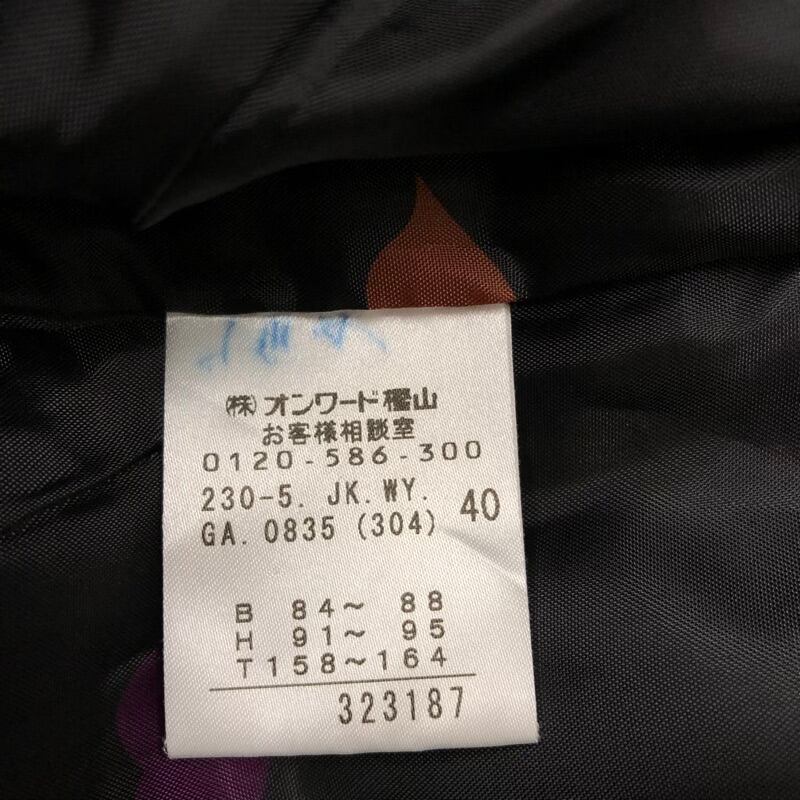 (株)オンワード樫山
お客様相談室
0120-586-300
230-5. JK. WY.
GA. 0835 (304) 40
B 84～ 88
H 91～ 95
T 158～164
323187